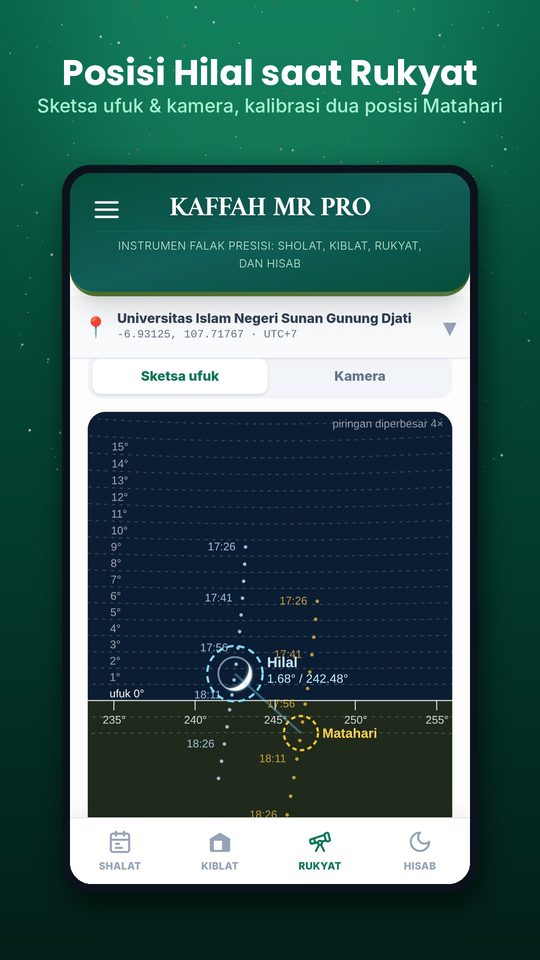 Posisi Hilal saat Rukyat
Sketsa ufuk & kamera, kalibrasi dua posisi Matahari
KAFFAH MR PRO
INSTRUMEN FALAK PRESISI: SHOLAT, KIBLAT, RUKYAT,
DAN HISAB
Universitas Islam Negeri Sunan Gunung Djati
-6.93125, 107.71767 · UTC+7
Sketsa ufuk
Kamera
piringan diperbesar 4×
15°
14°
13°
12°
11°
10°
9°
17:26
8°
7°
6°
17:41
17:26
5°
4°
3°
17:56
17:41
2°
Hilal
1°
1.68° / 242.48°
ufuk 0°
18:11
17:56
235°
240°
245°
250°
255°
Matahari
18:26
18:11
18:26
SHALAT
KIBLAT
RUKYAT
HISAB